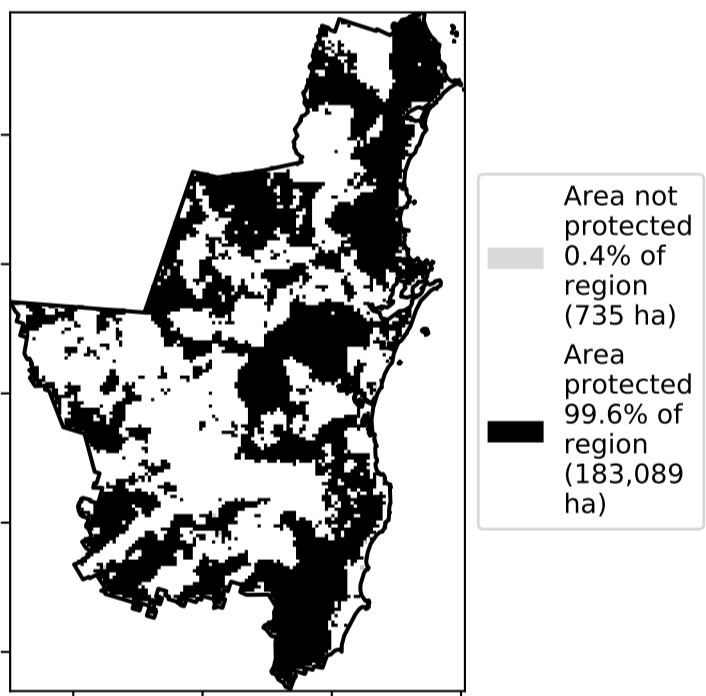 Area not
protected
0.4% of
region
(735 ha)
Area
protected
99.6% of
region
(183,089
ha)